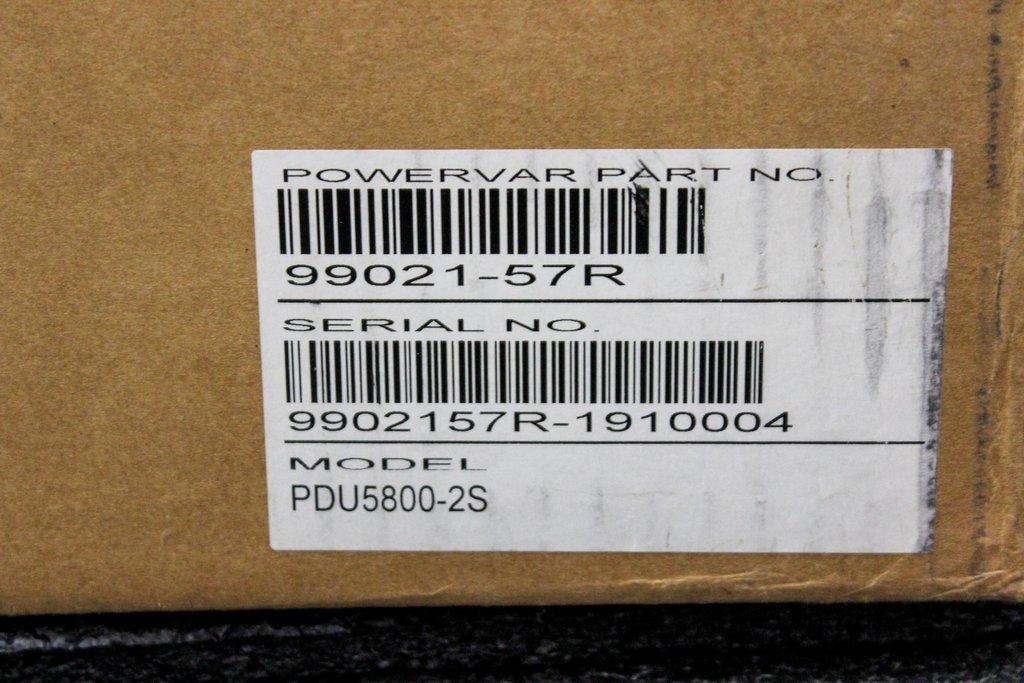 POWERVAR PART NO.
99021-57R
SERIAL NO.
9902157R-1910004
MODEL
PDU5800-2S